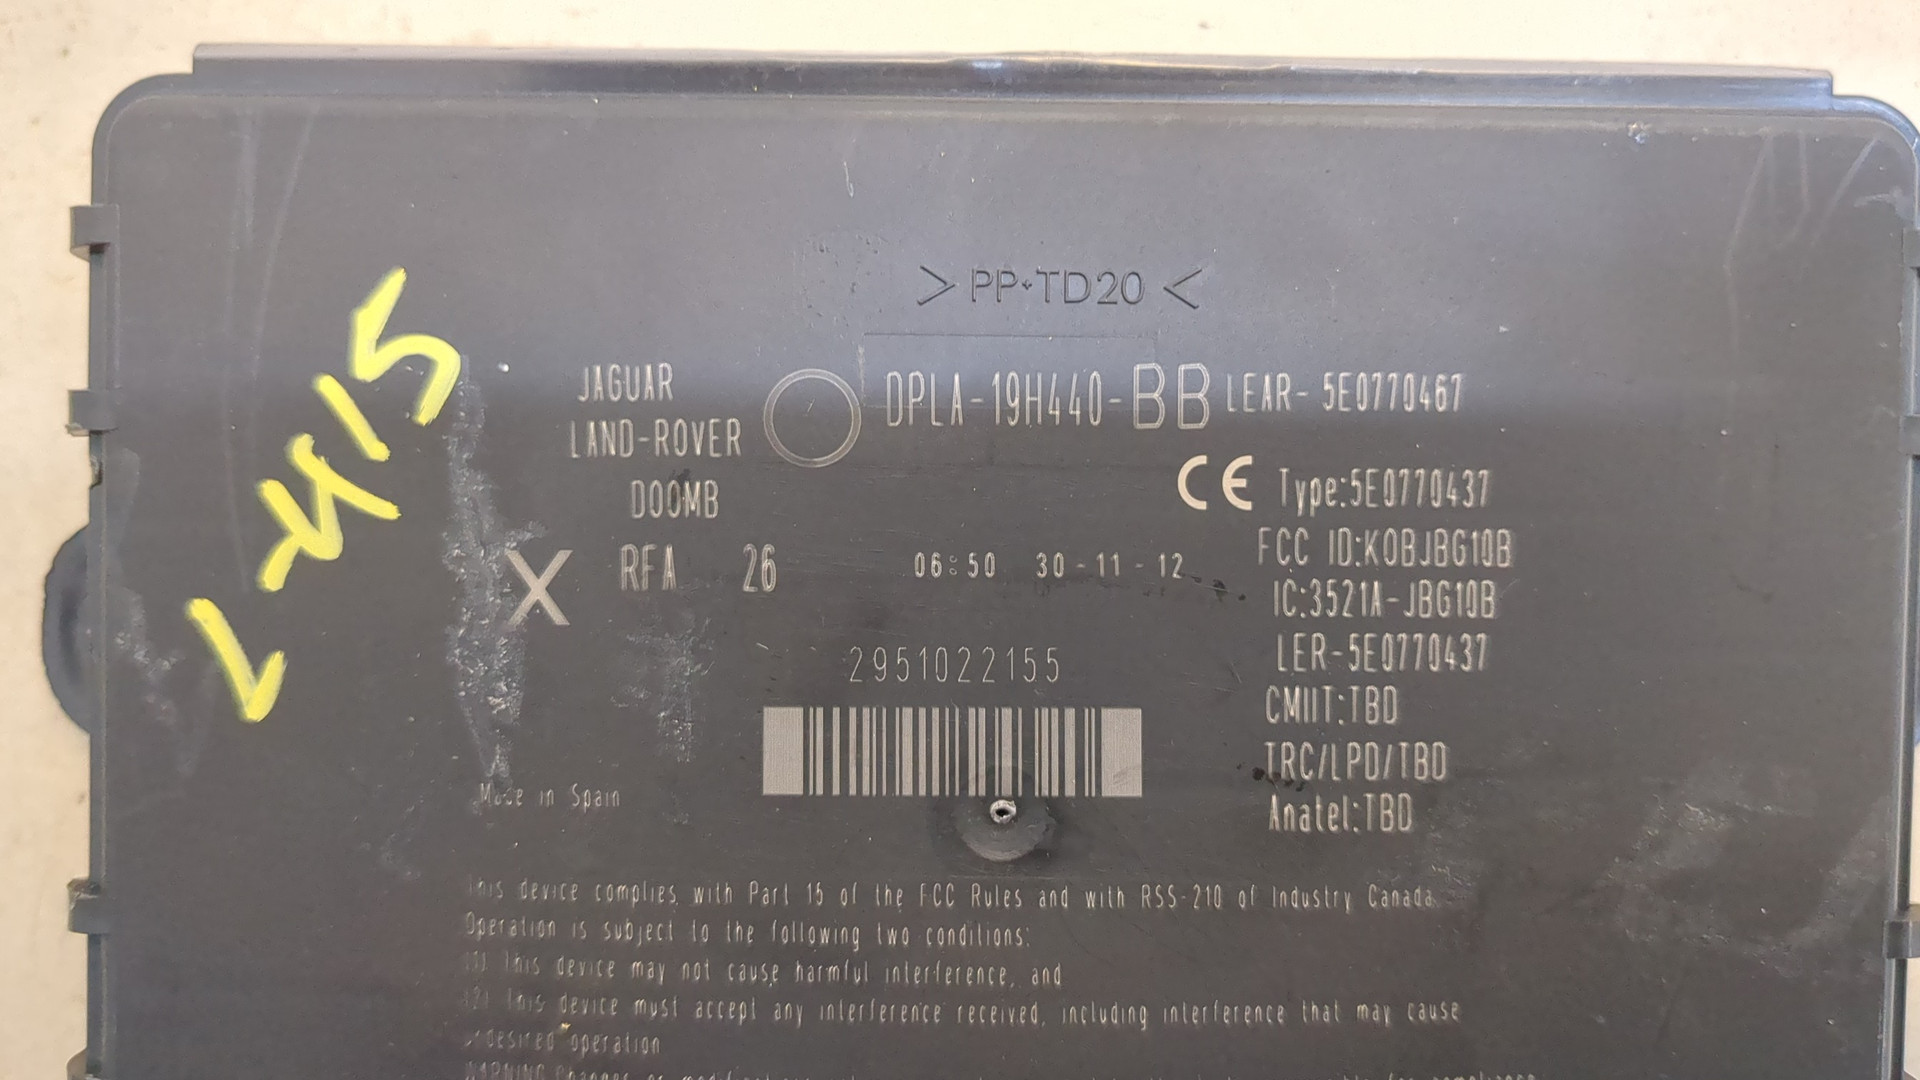 >PP+TD20<
JAGUAR
LAND-ROVER
DOOMB
DPLA-19H440-BB LEAR-5E0770467
CE Type:5E0770437
X RFA 26
06:50 30-11-12
FCC ID:KOBJBG10B
IC:3521A-JBG10B
LER-5E0770437
CMIIT:TBD
TRC/LPD/TBD
Anatel:TBD
2951022155
Made in Spain
L-415
This device complies with Part 15 of the FCC Rules and with RSS-210 of Industry Canada.
Operation is subject to the following two conditions:
(1) This device may not cause harmful interference, and
(2) This device must accept any interference received, including interference that may cause
undesired operation
WARNING Changes or